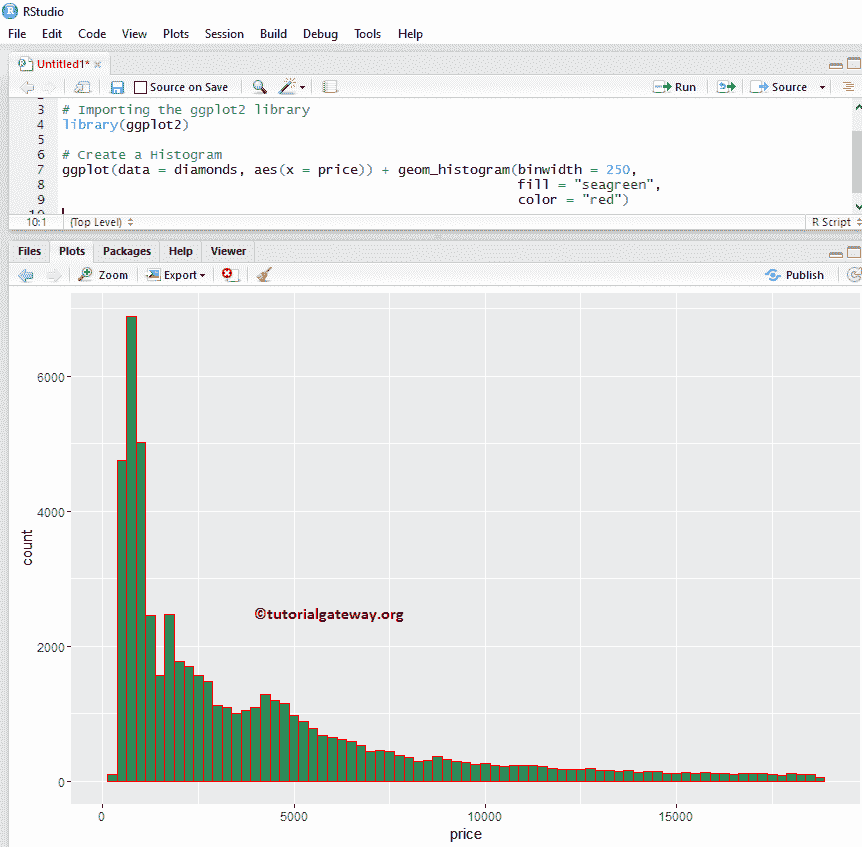 RStudio
File Edit Code View Plots Session Build Debug Tools Help
Untitled1*
Source on Save Run Source
3 # Importing the ggplot2 library
4 library(ggplot2)
5
6 # Create a Histogram
7 ggplot(data = diamonds, aes(x = price)) + geom_histogram(binwidth = 250,
8 fill = "seagreen",
9 color = "red")
10
10:1 (Top Level) R Script
Files Plots Packages Help Viewer
Zoom Export Publish
6000
4000
2000
0
count
©tutorialgateway.org
0 5000 10000 15000
price